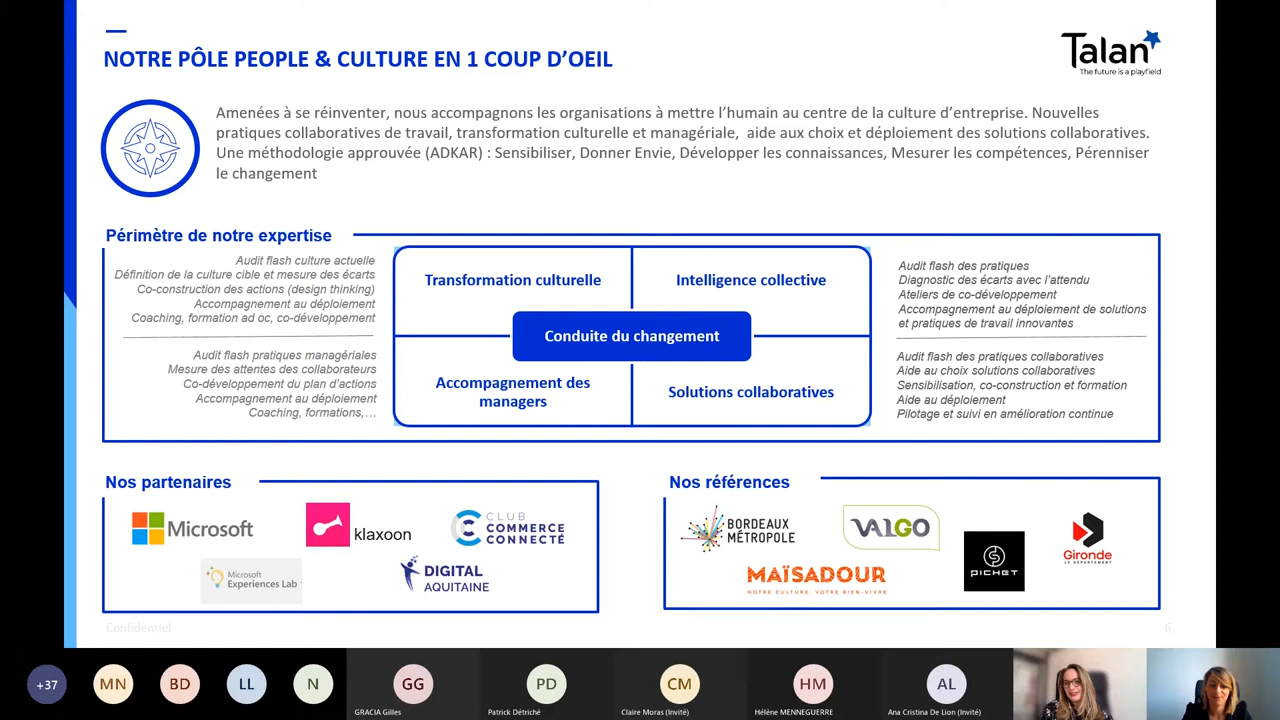 NOTRE PÔLE PEOPLE & CULTURE EN 1 COUP D'OEIL
Talan
The future is a playfield
Amenées à se réinventer, nous accompagnons les organisations à mettre l'humain au centre de la culture d'entreprise. Nouvelles
pratiques collaboratives de travail, transformation culturelle et managériale, aide aux choix et déploiement des solutions collaboratives.
Une méthodologie approuvée (ADKAR) : Sensibiliser, Donner Envie, Développer les connaissances, Mesurer les compétences, Pérenniser
le changement
Périmètre de notre expertise
Audit flash culture actuelle
Définition de la culture cible et mesure des écarts
Co-construction des actions (design thinking)
Accompagnement au déploiement
Coaching, formation ad oc, co-développement
Audit flash pratiques managériales
Mesure des attentes des collaborateurs
Co-développement du plan d'actions
Accompagnement au déploiement
Coaching, formations,…
Transformation culturelle
Intelligence collective
Conduite du changement
Accompagnement des
managers
Solutions collaboratives
Audit flash des pratiques
Diagnostic des écarts avec l'attendu
Ateliers de co-développement
Accompagnement au déploiement de solutions
et pratiques de travail innovantes
Audit flash des pratiques collaboratives
Aide au choix solutions collaboratives
Sensibilisation, co-construction et formation
Aide au déploiement
Pilotage et suivi en amélioration continue
Nos partenaires
Microsoft
klaxoon
CLUB
COMMERCE
CONNECTÉ
Microsoft
Experiences Lab
DIGITAL
AQUITAINE
Nos références
BORDEAUX
MÉTROPOLE
VALGO
PICHET
Gironde
LE DÉPARTEMENT
MAÏSADOUR
NOTRE CULTURE, VOTRE BIEN-VIVRE
Confidentiel
6
+37
MN
BD
LL
N
GG
GRACIA Gilles
PD
Patrick Détriché
CM
Claire Moras (Invité)
HM
Hélène MENNEGUERRE
AL
Ana Cristina De Lion (Invité)